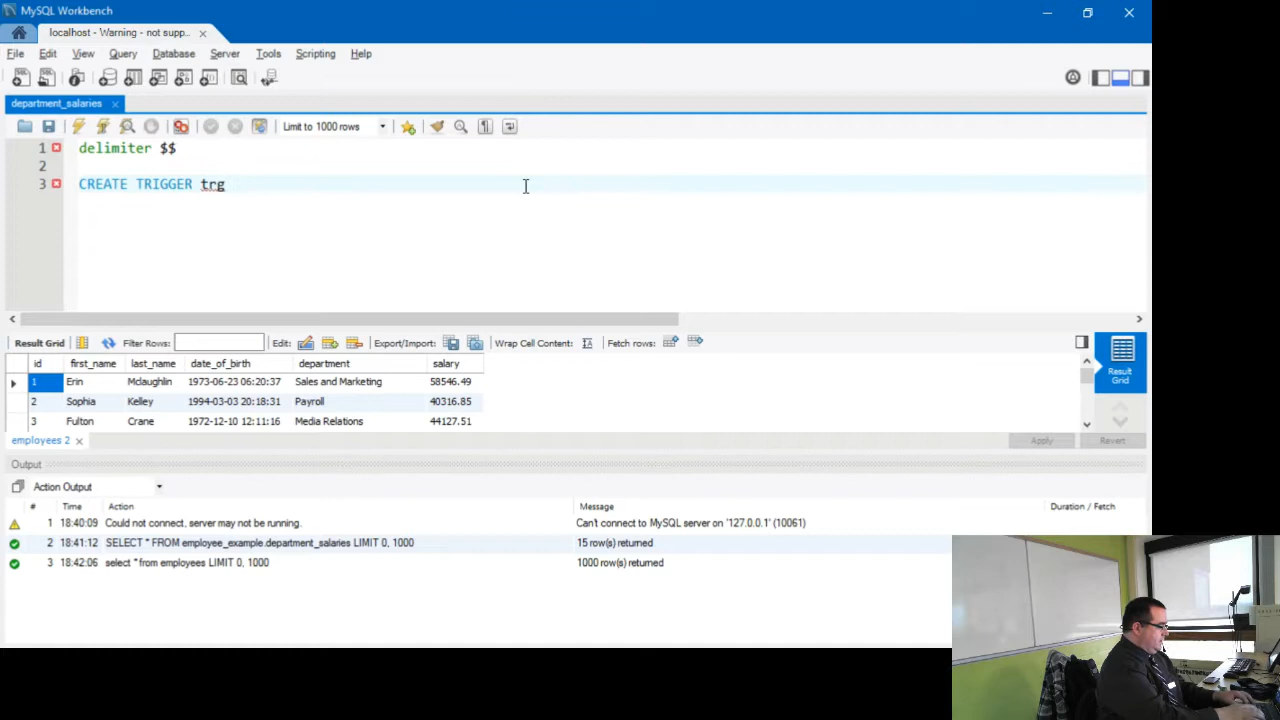 MySQL Workbench
localhost - Warning - not supp..
File Edit View Query Database Server Tools Scripting Help
department_salaries
Limit to 1000 rows
1 delimiter $$
2
3 CREATE TRIGGER trg
Result Grid Filter Rows: Edit: Export/Import: Wrap Cell Content: Fetch rows:
id first_name last_name date_of_birth department salary
1 Erin Mclaughlin 1973-06-23 06:20:37 Sales and Marketing 58546.49
2 Sophia Kelley 1994-03-03 20:18:31 Payroll 40316.85
3 Fulton Crane 1972-12-10 12:11:16 Media Relations 44127.51
Result Grid
employees 2 Apply Revert
Output
Action Output
# Time Action Message Duration / Fetch
1 18:40:09 Could not connect, server may not be running. Can't connect to MySQL server on '127.0.0.1' (10061)
2 18:41:12 SELECT * FROM employee_example.department_salaries LIMIT 0, 1000 15 row(s) returned
3 18:42:06 select * from employees LIMIT 0, 1000 1000 row(s) returned